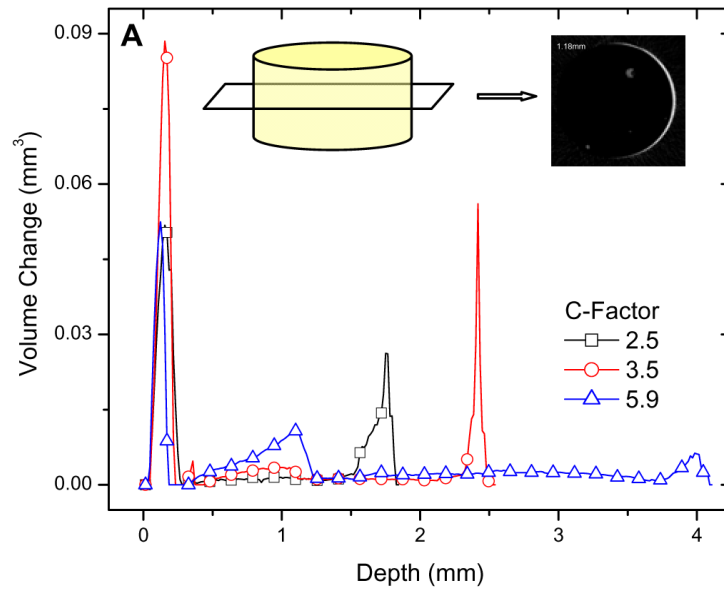 A
1.18mm
0.09
0.06
0.03
0.00
Volume Change (mm³)
C-Factor
2.5
3.5
5.9
0 1 2 3 4
Depth (mm)